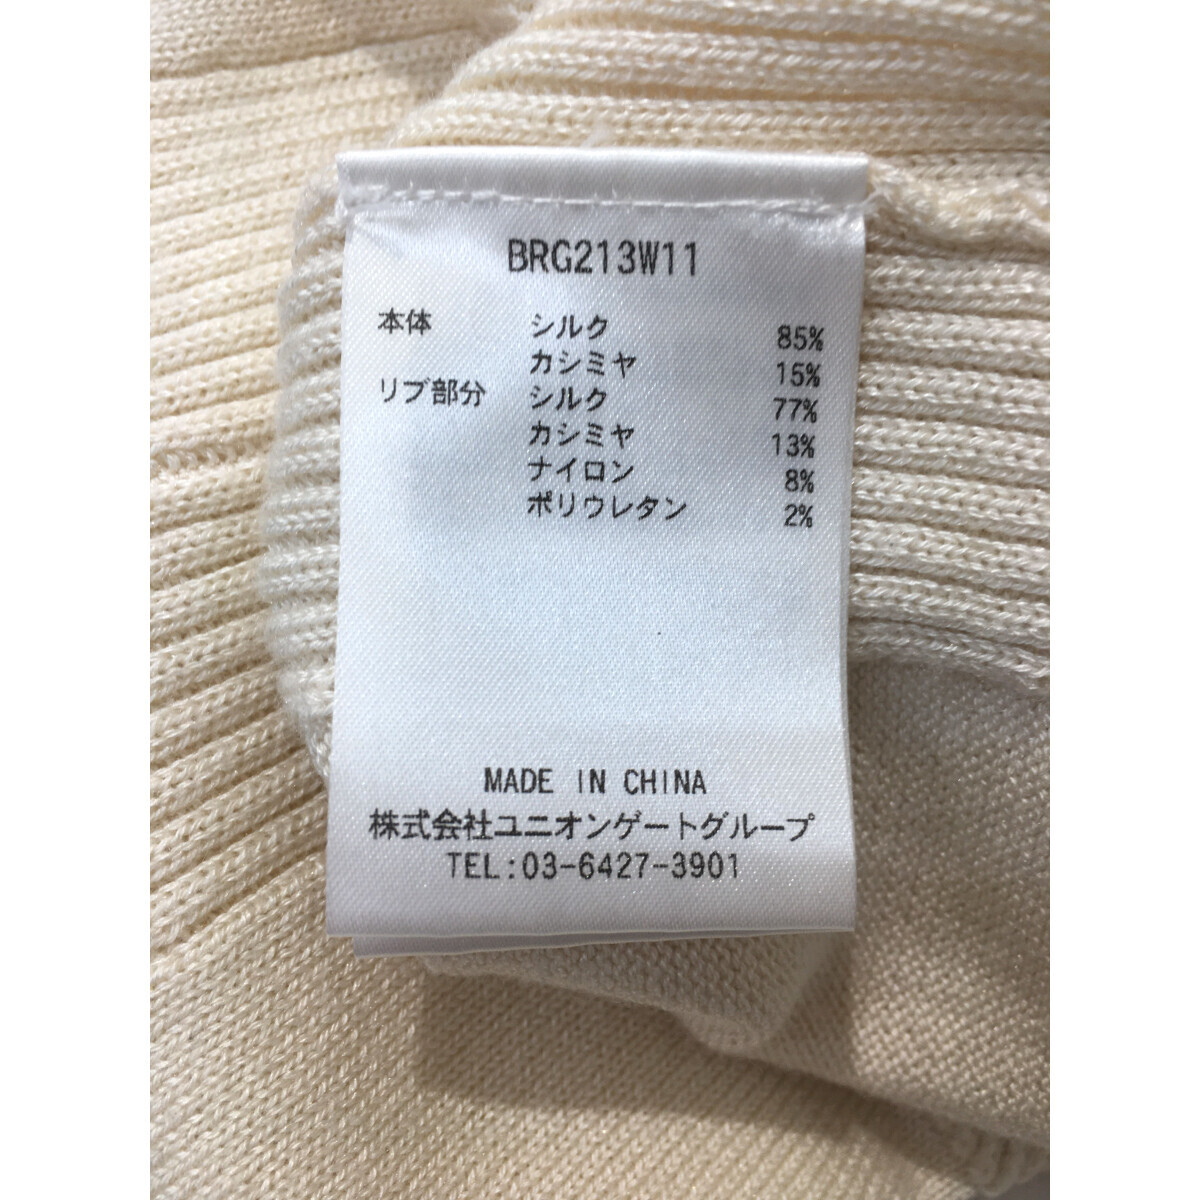 BRG213W11
本体 シルク 85%
カシミヤ 15%
リブ部分 シルク 77%
カシミヤ 13%
ナイロン 8%
ポリウレタン 2%
MADE IN CHINA
株式会社ユニオンゲートグループ
TEL:03-6427-3901